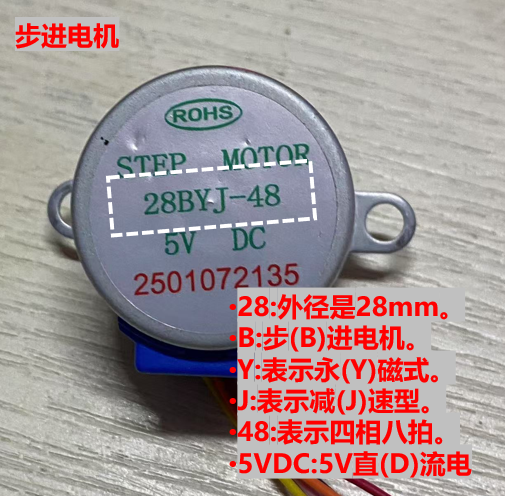 步进电机
ROHS
STEP MOTOR
28BYJ-48
5V DC
2501072135
•28:外径是28mm。
•B:步(B)进电机。
•Y:表示永(Y)磁式。
•J:表示减(J)速型。
•48:表示四相八拍。
•5VDC:5V直(D)流电